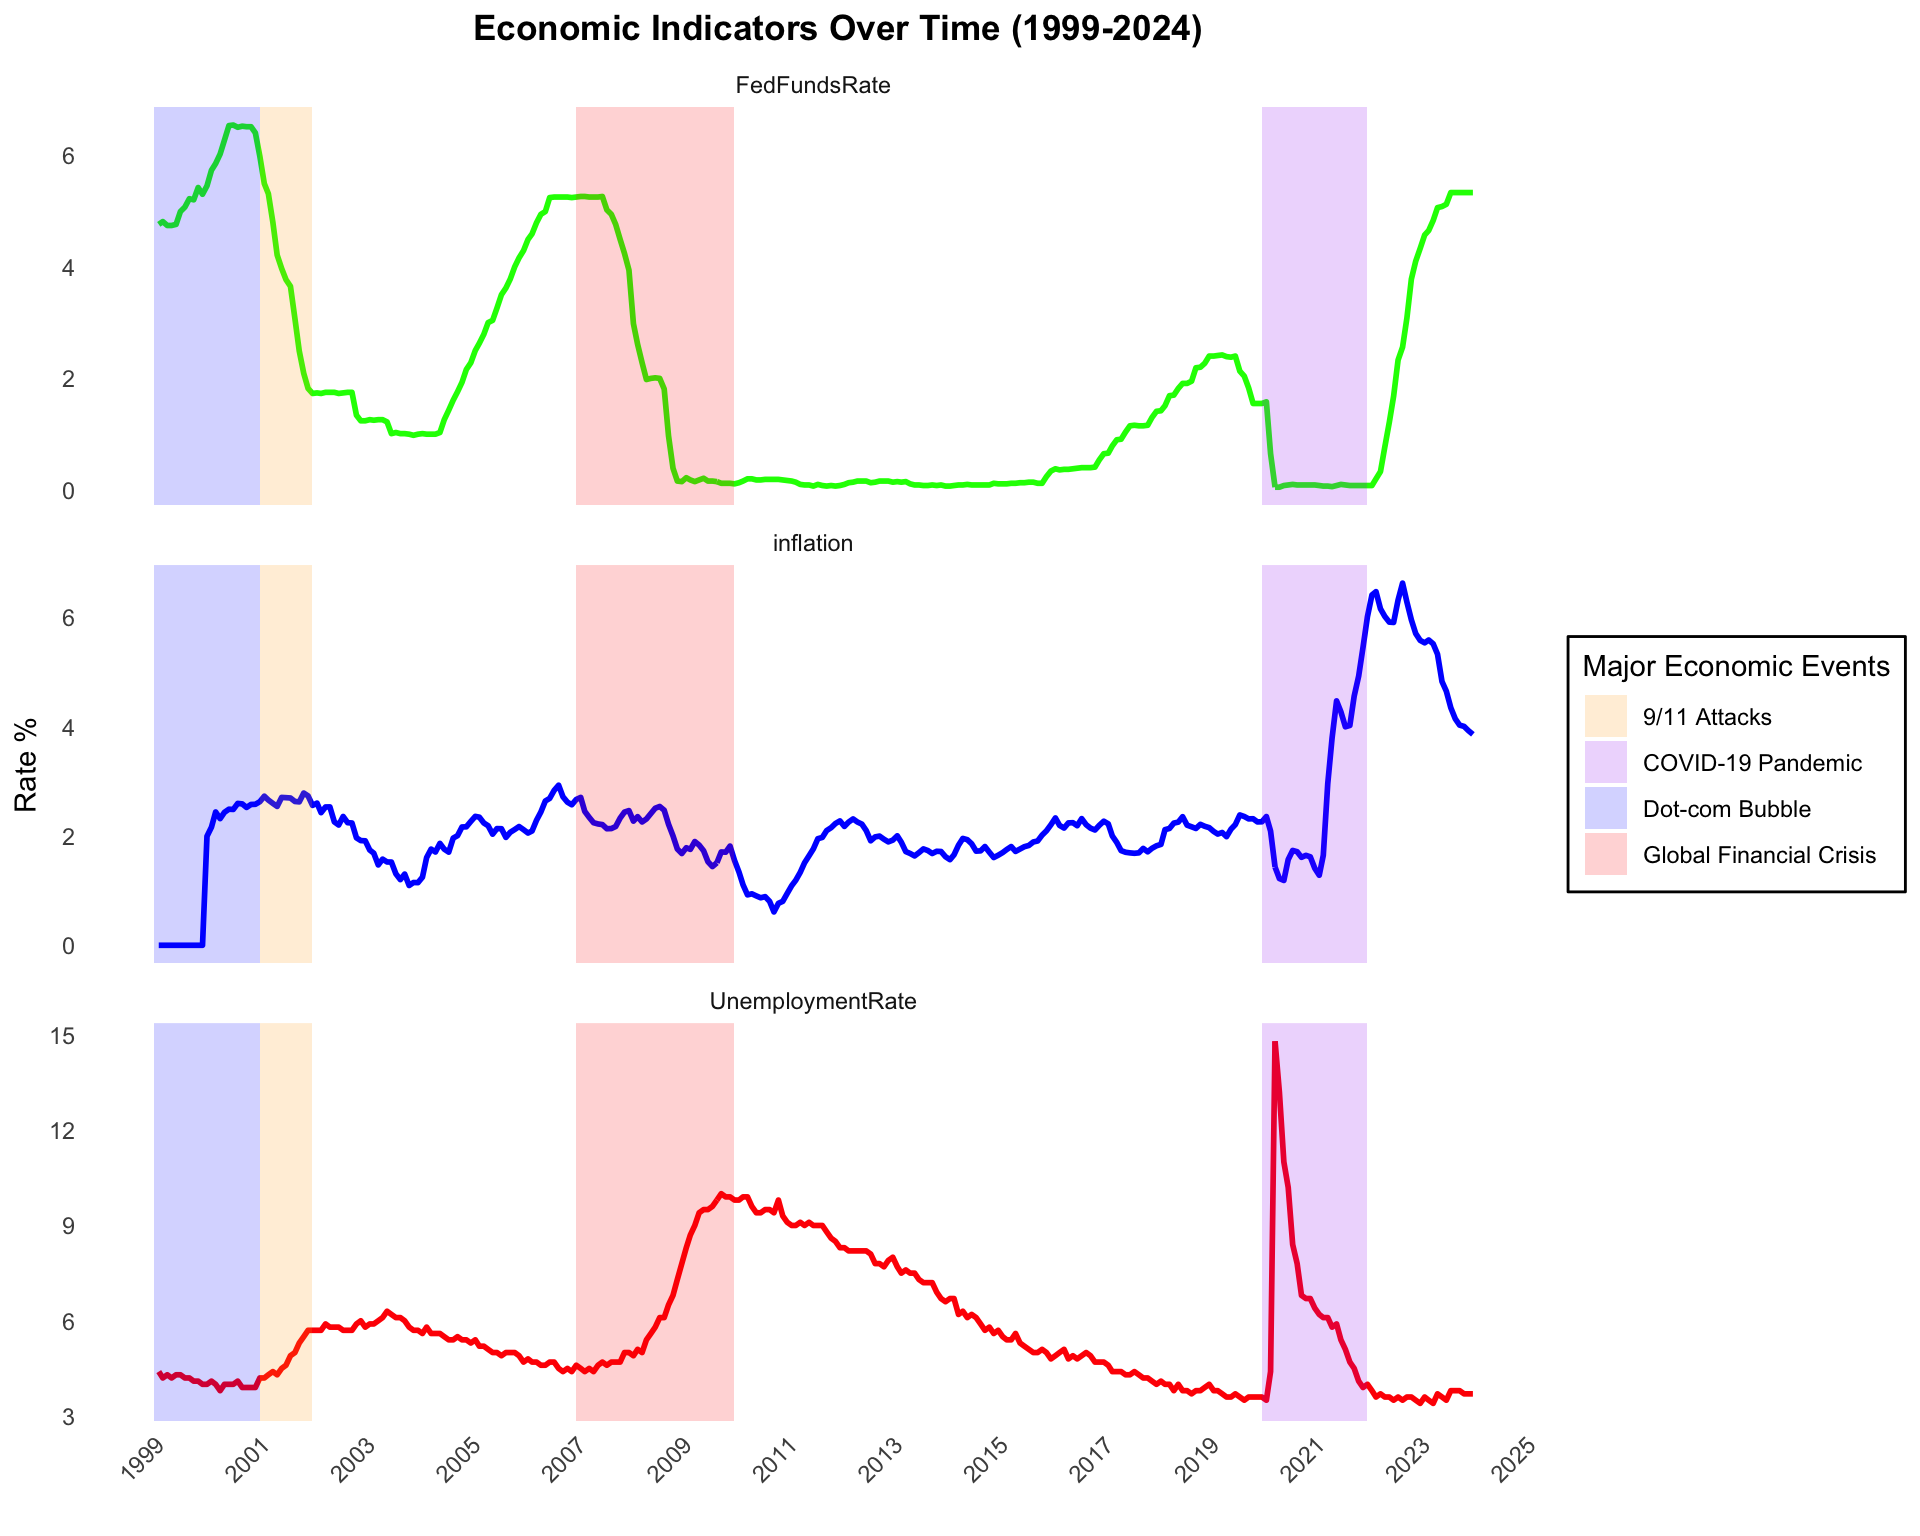 Economic Indicators Over Time (1999-2024)
FedFundsRate
6
4
2
0
inflation
6
4
2
0
Rate %
UnemploymentRate
15
12
9
6
3
1999
2001
2003
2005
2007
2009
2011
2013
2015
2017
2019
2021
2023
2025
Major Economic Events
9/11 Attacks
COVID-19 Pandemic
Dot-com Bubble
Global Financial Crisis